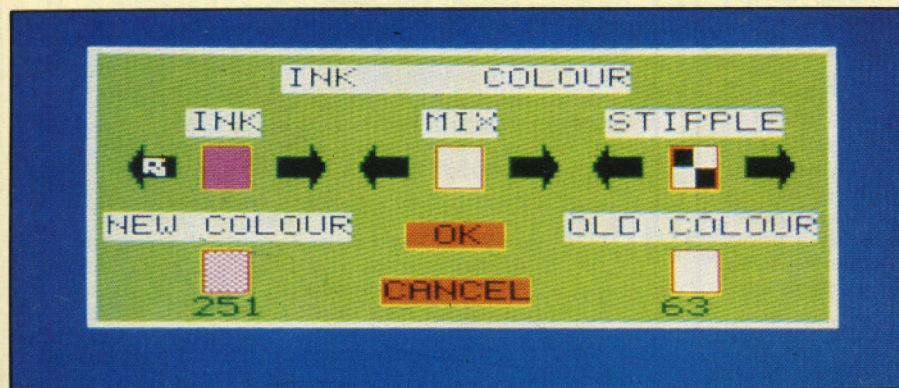 INK COLOUR
INK MIX STIPPLE
NEW COLOUR OK OLD COLOUR
CANCEL
251 63